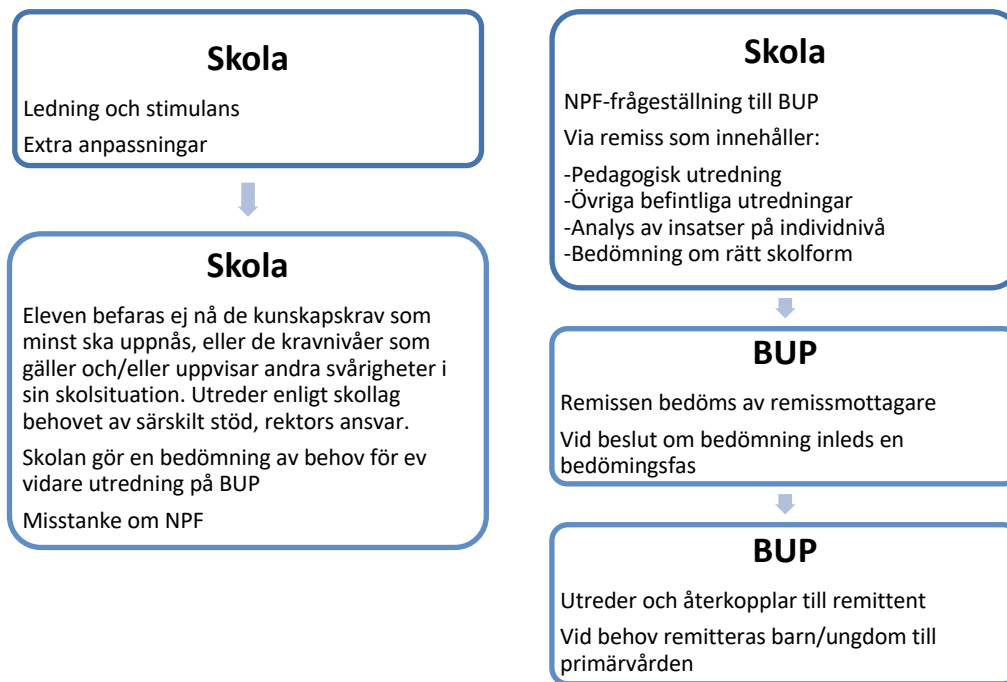 Skola
Ledning och stimulans
Extra anpassningar
Skola
Eleven befaras ej nå de kunskapskrav som
minst ska uppnås, eller de kravnivåer som
gäller och/eller uppvisar andra svårigheter i
sin skolsituation. Utreder enligt skollag
behovet av särskilt stöd, rektors ansvar.
Skolan gör en bedömning av behov för ev
vidare utredning på BUP
Misstanke om NPF
Skola
NPF-frågeställning till BUP
Via remiss som innehåller:
-Pedagogisk utredning
-Övriga befintliga utredningar
-Analys av insatser på individnivå
-Bedömning om rätt skolform
BUP
Remissen bedöms av remissmottagare
Vid beslut om bedömning inleds en
bedömingsfas
BUP
Utreder och återkopplar till remittent
Vid behov remitteras barn/ungdom till
primärvården